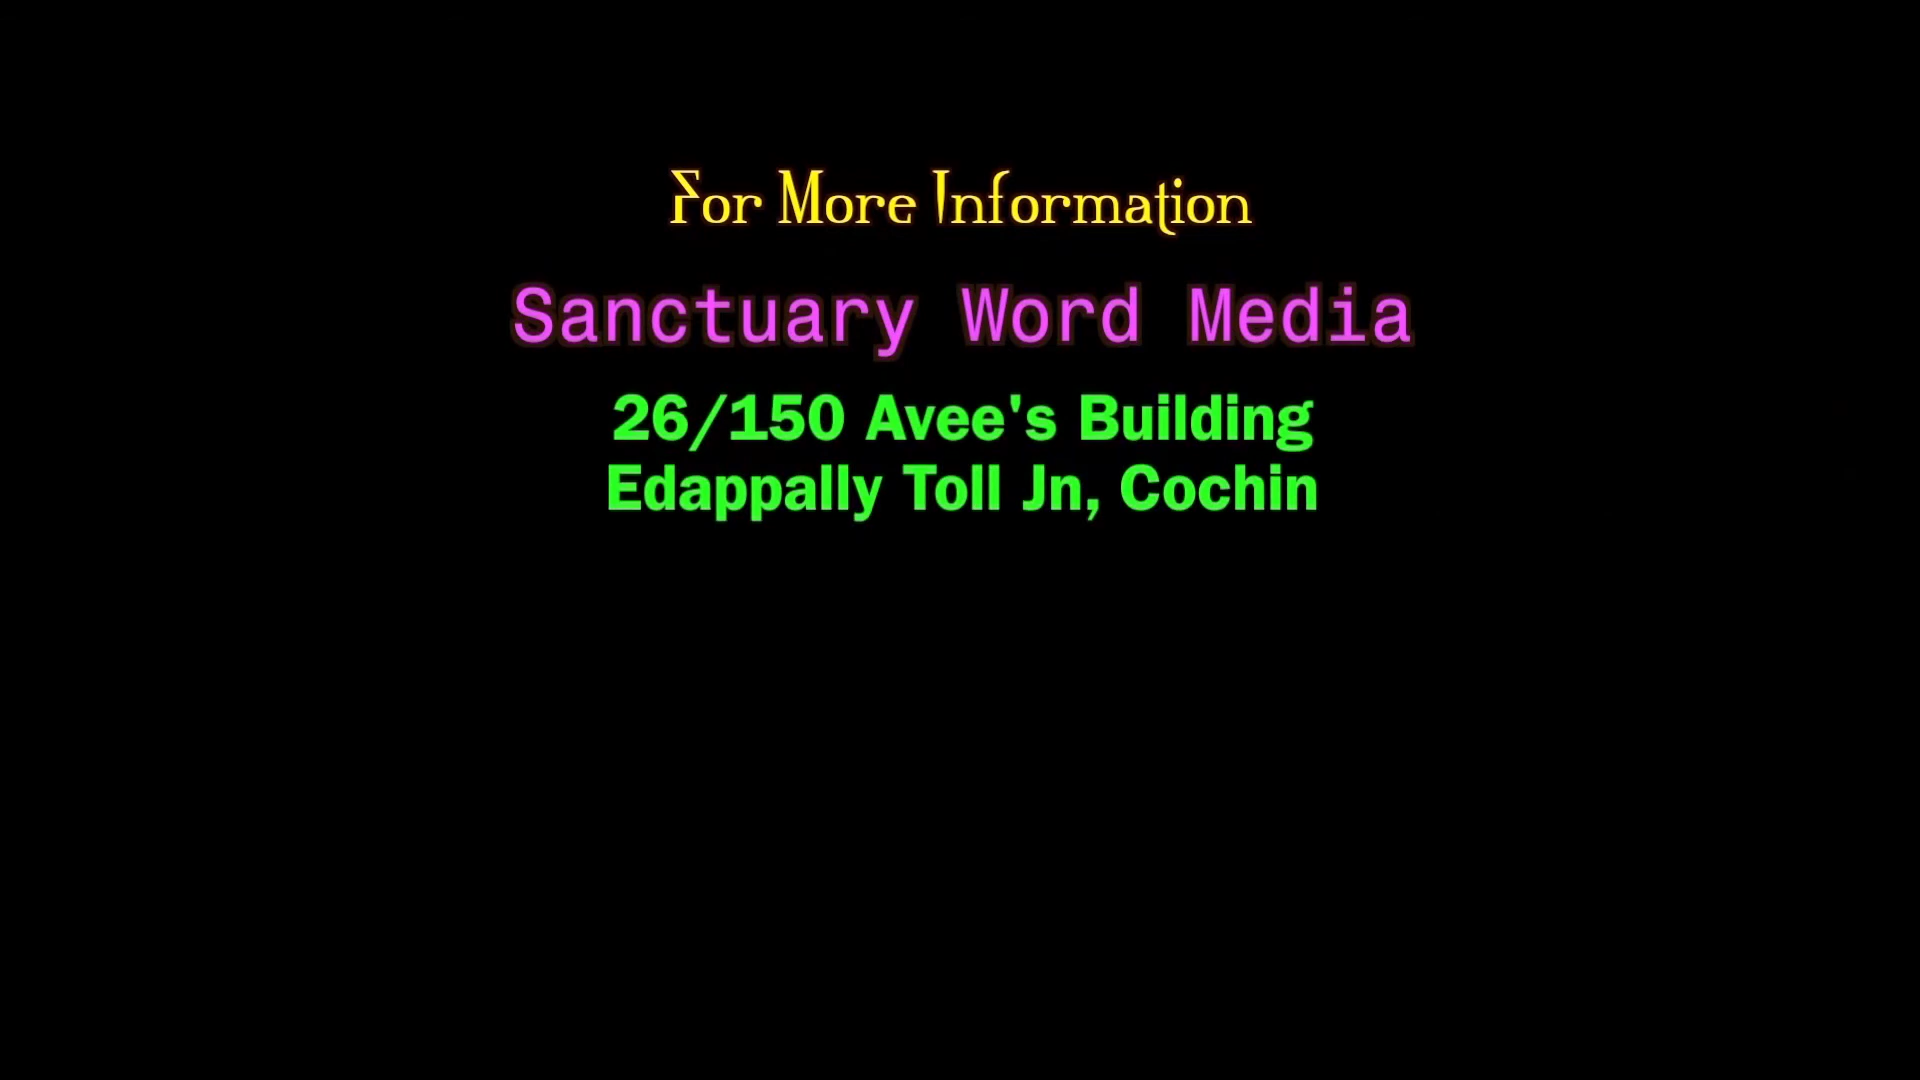 For More Information
Sanctuary Word Media
26/150 Avee's Building
Edappally Toll Jn, Cochin